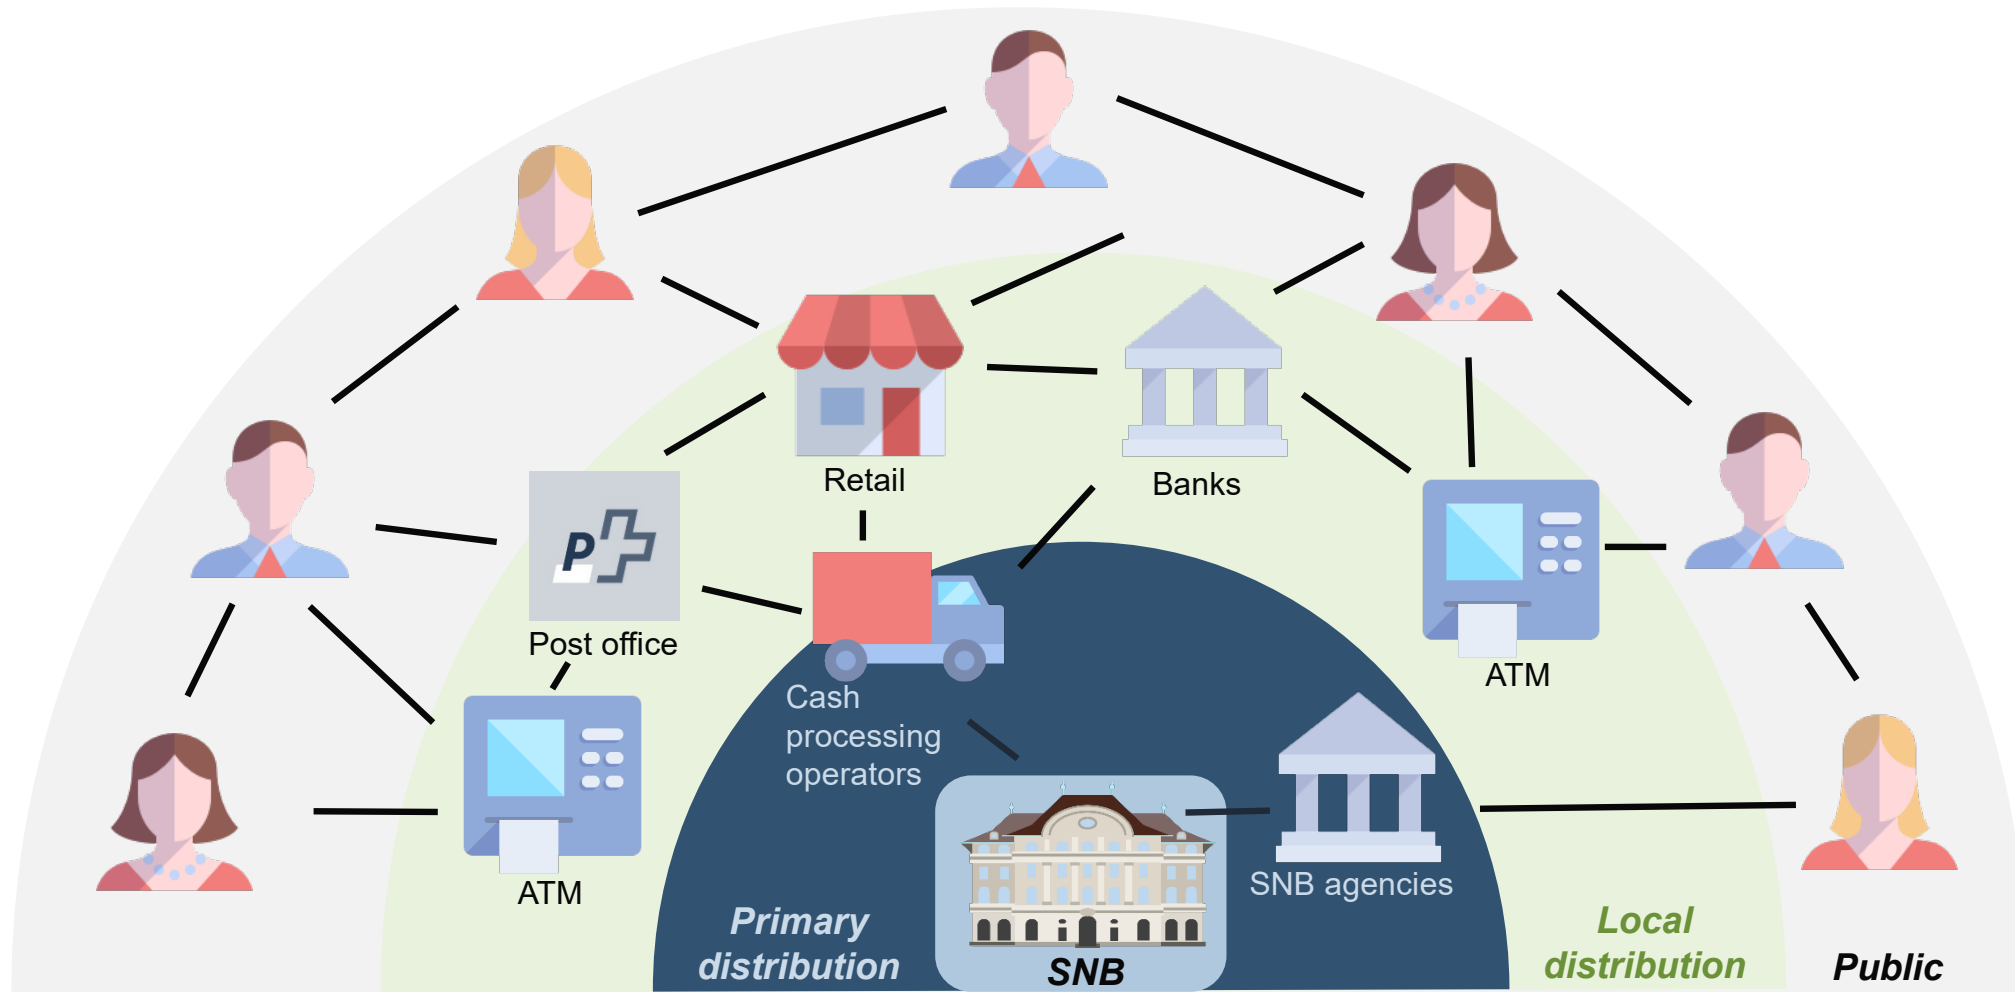 Retail
Banks
P
Post office
ATM
Cash
processing
operators
ATM
SNB agencies
Primary
distribution
SNB
Local
distribution
Public